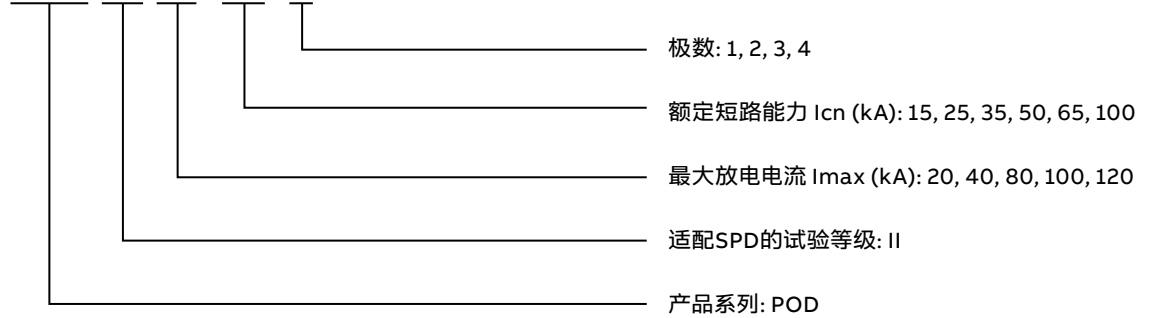 极数: 1, 2, 3, 4
额定短路能力 Icn (kA): 15, 25, 35, 50, 65, 100
最大放电电流 Imax (kA): 20, 40, 80, 100, 120
适配SPD的试验等级: II
产品系列: POD